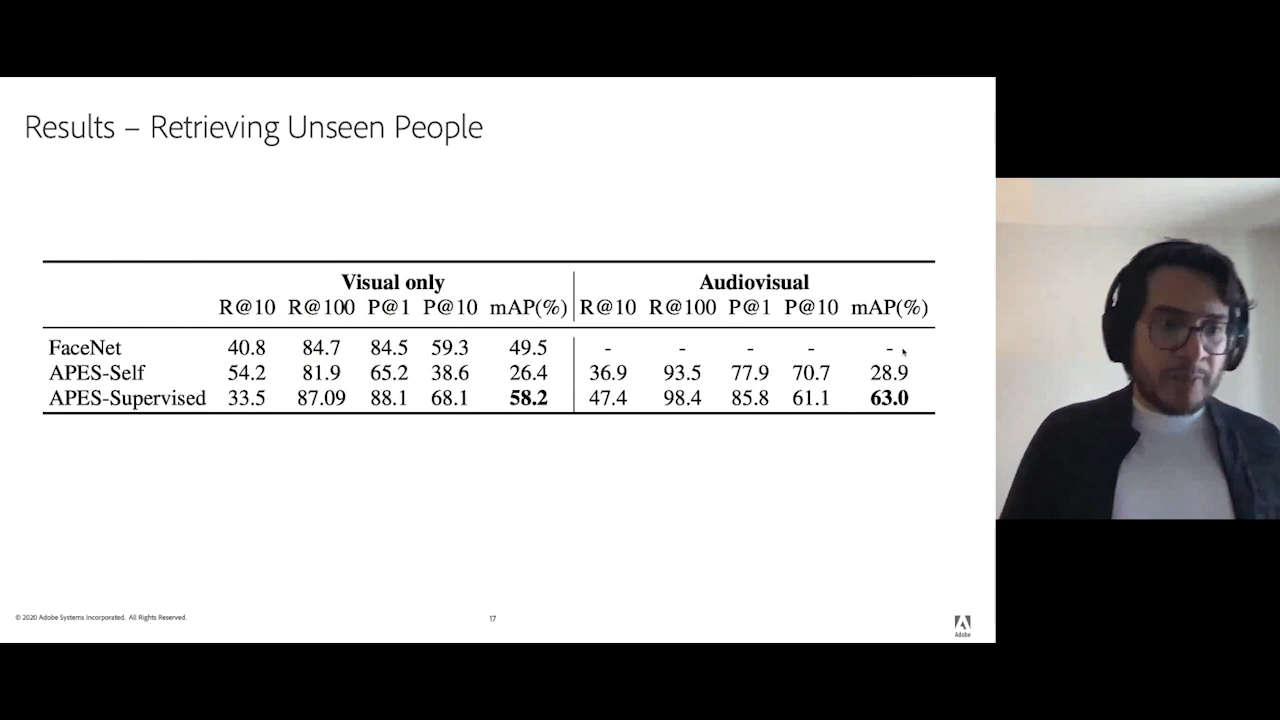 Results – Retrieving Unseen People
Visual only Audiovisual
R@10 R@100 P@1 P@10 mAP(%) R@10 R@100 P@1 P@10 mAP(%)
FaceNet 40.8 84.7 84.5 59.3 49.5 - - - - -
APES-Self 54.2 81.9 65.2 38.6 26.4 36.9 93.5 77.9 70.7 28.9
APES-Supervised 33.5 87.09 88.1 68.1 58.2 47.4 98.4 85.8 61.1 63.0
© 2020 Adobe Systems Incorporated. All Rights Reserved. 17
Adobe